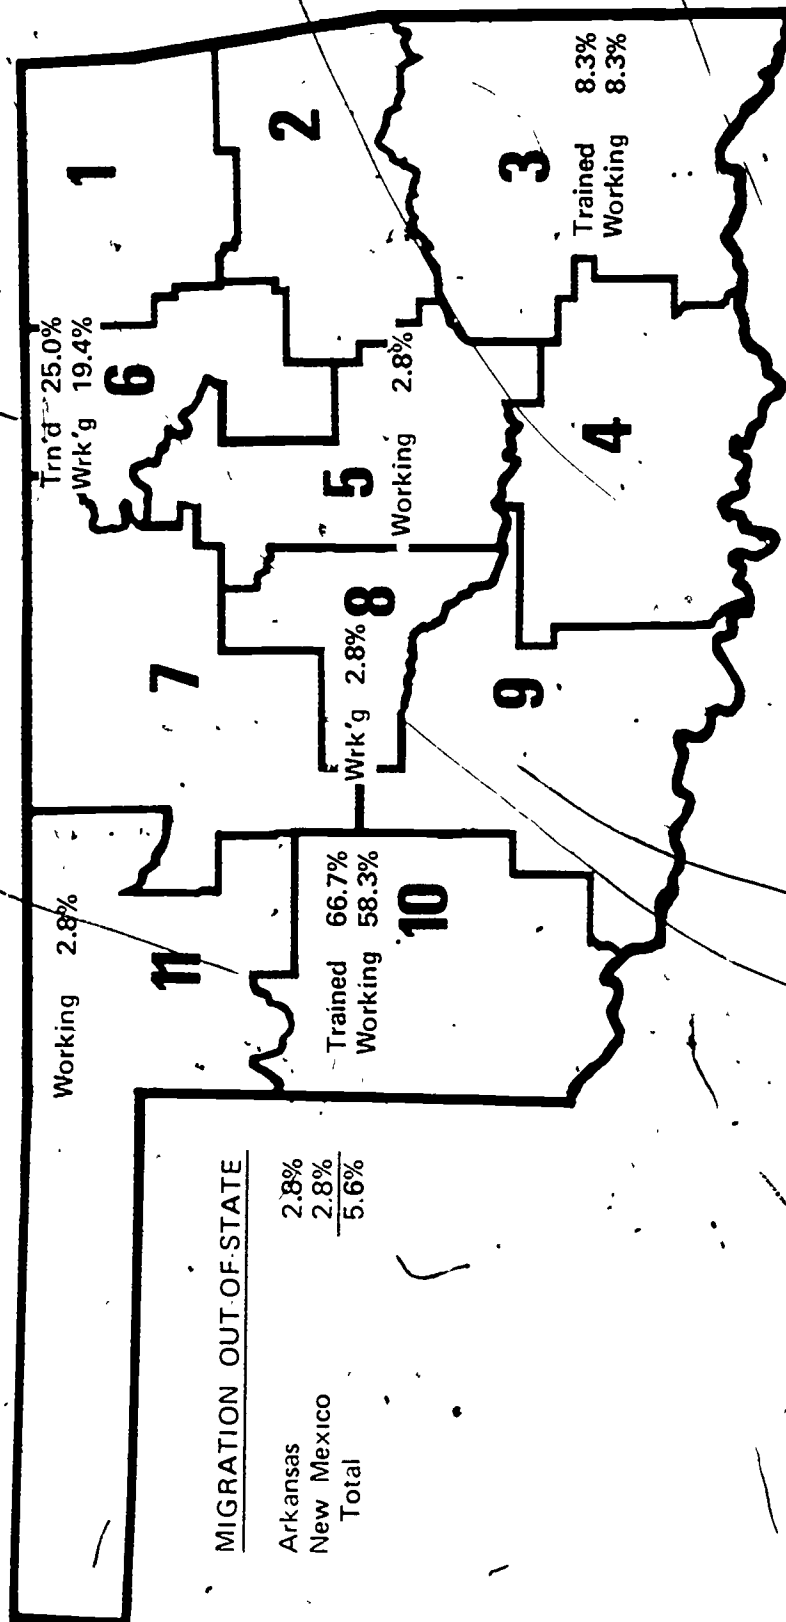 1
2
3
Trained 8.3%
Working 8.3%
Trn'd 25.0%
Wrk'g 19.4%
6
5
Working 2.8%
4
7
8
Wrk'g 2.8%
9
Working 2.8%
11
Trained 66.7%
Working 58.3%
10
MIGRATION OUT-OF-STATE
Arkansas 2.8%
New Mexico 2.8%
Total 5.6%